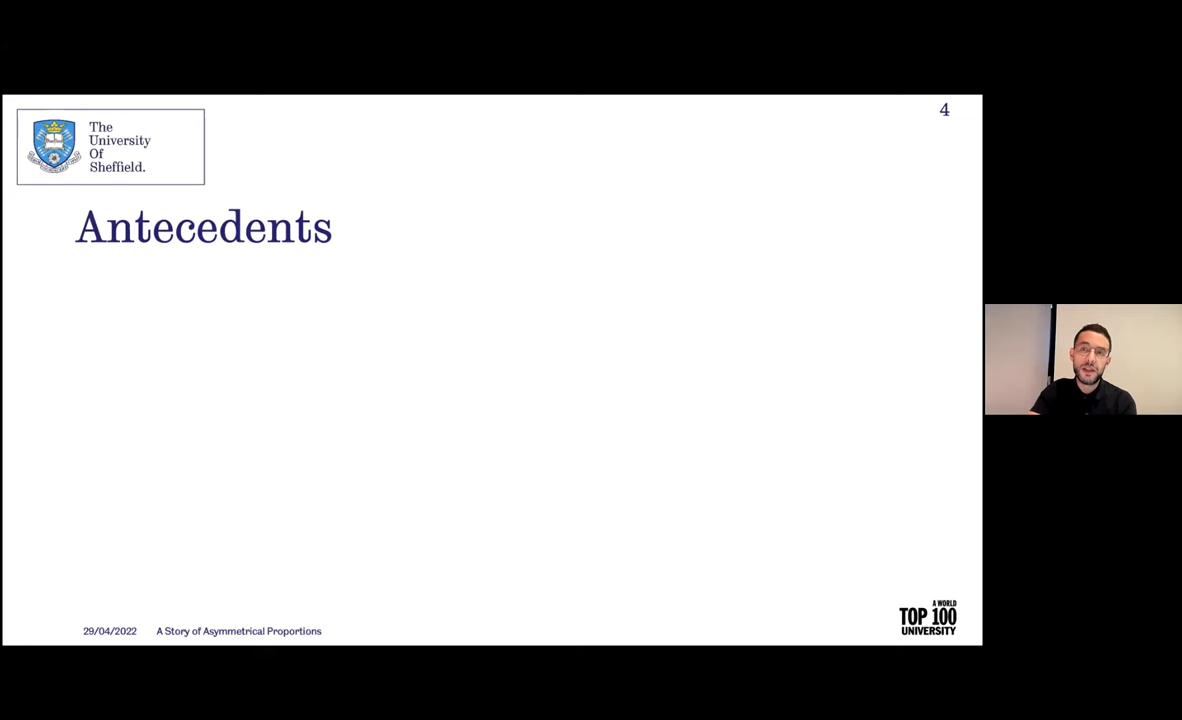 4
The
University
Of
Sheffield.
Antecedents
29/04/2022 A Story of Asymmetrical Proportions
A WORLD
TOP 100
UNIVERSITY